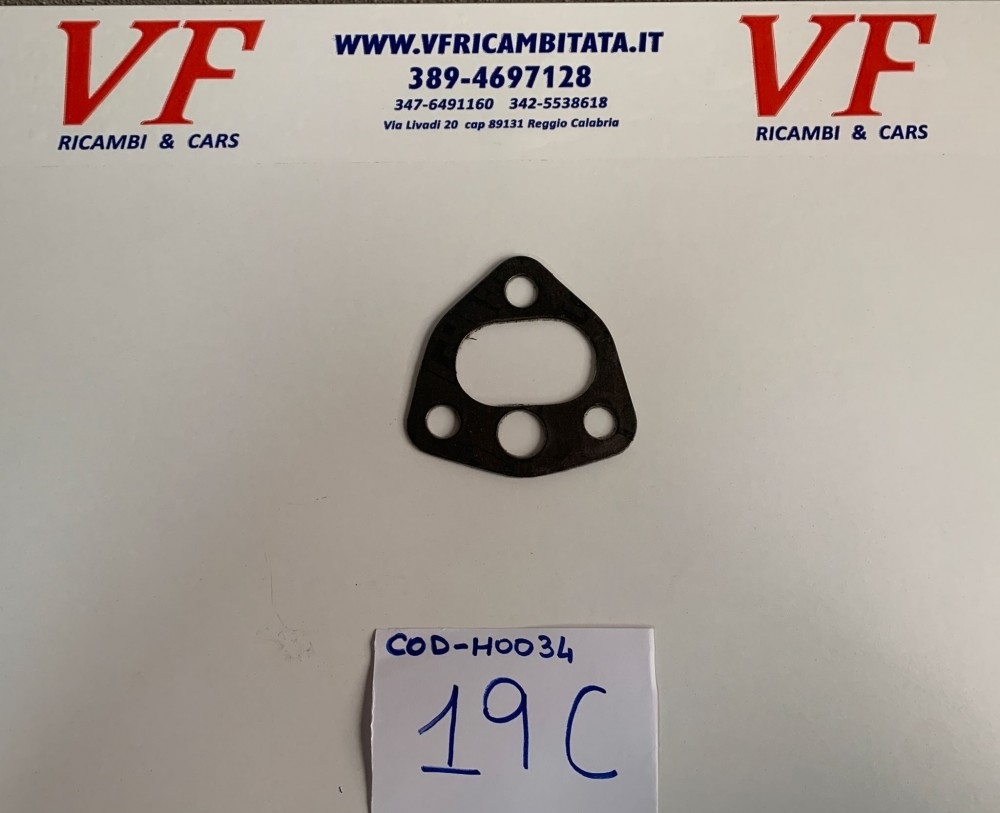 VF
RICAMBI & CARS
WWW.VFRICAMBITATA.IT
389-4697128
347-6491160 342-5538618
Via Livadi 20 cap 89131 Reggio Calabria
VF
RICAMBI & CARS
COD-H0034
19C